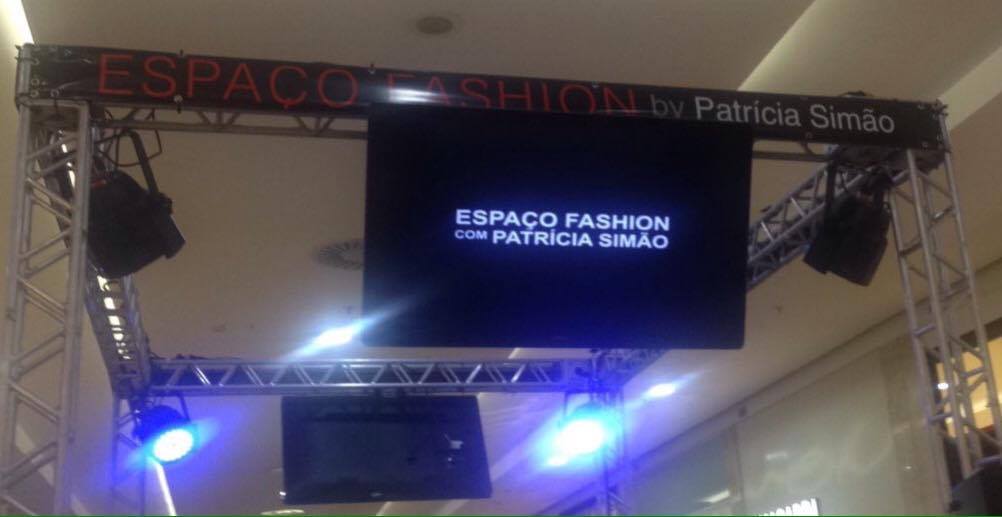 ESPAÇO FASHION by Patrícia Simão
ESPAÇO FASHION
COM PATRÍCIA SIMÃO